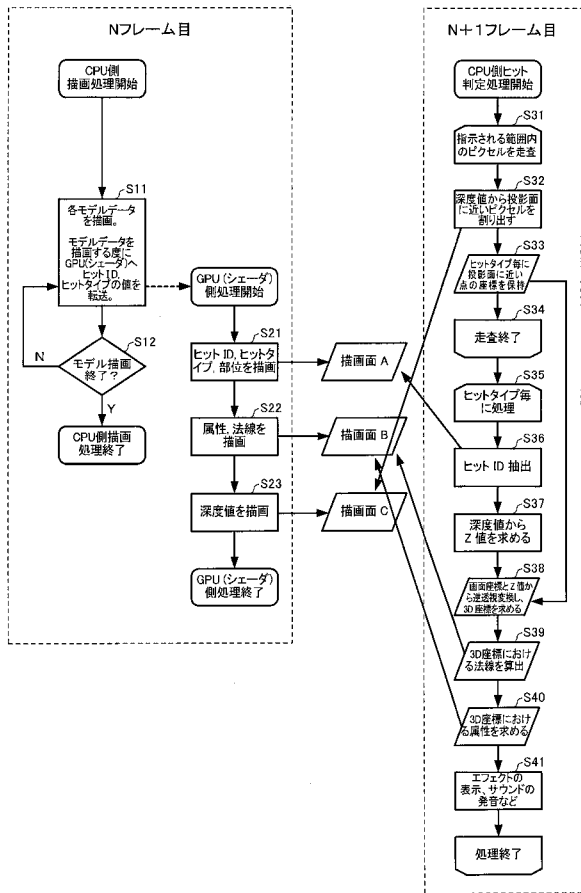 Nフレーム目
CPU側
描画処理開始
S11
各モデルデータ
を描画。
モデルデータを
描画する度に
GPU(シェーダ)へ
ヒットID,
ヒットタイプの値を
転送。
N
S12
モデル描画
終了？
Y
CPU側描画
処理終了
GPU(シェーダ)
側処理開始
S21
ヒットID,ヒットタ
イプ,部位を描画
S22
属性,法線を
描画
S23
深度値を描画
GPU(シェーダ)
側処理終了
描画面 A
描画面 B
描画面 C
N＋1フレーム目
CPU側ヒット
判定処理開始
S31
指示される範囲内
のピクセルを走査
S32
深度値から投影面
に近いピクセルを
割り出す
S33
ヒットタイプ毎に
投影面に近い
点の座標を保持
S34
走査終了
S35
ヒットタイプ毎
に処理
S36
ヒットID 抽出
S37
深度値から
Z 値を求める
S38
画面座標とZ値か
ら逆透視変換し、
3D座標を求める
S39
3D座標におけ
る法線を算出
S40
3D座標におけ
る属性を求める
S41
エフェクトの
表示、サウンドの
発音など
処理終了